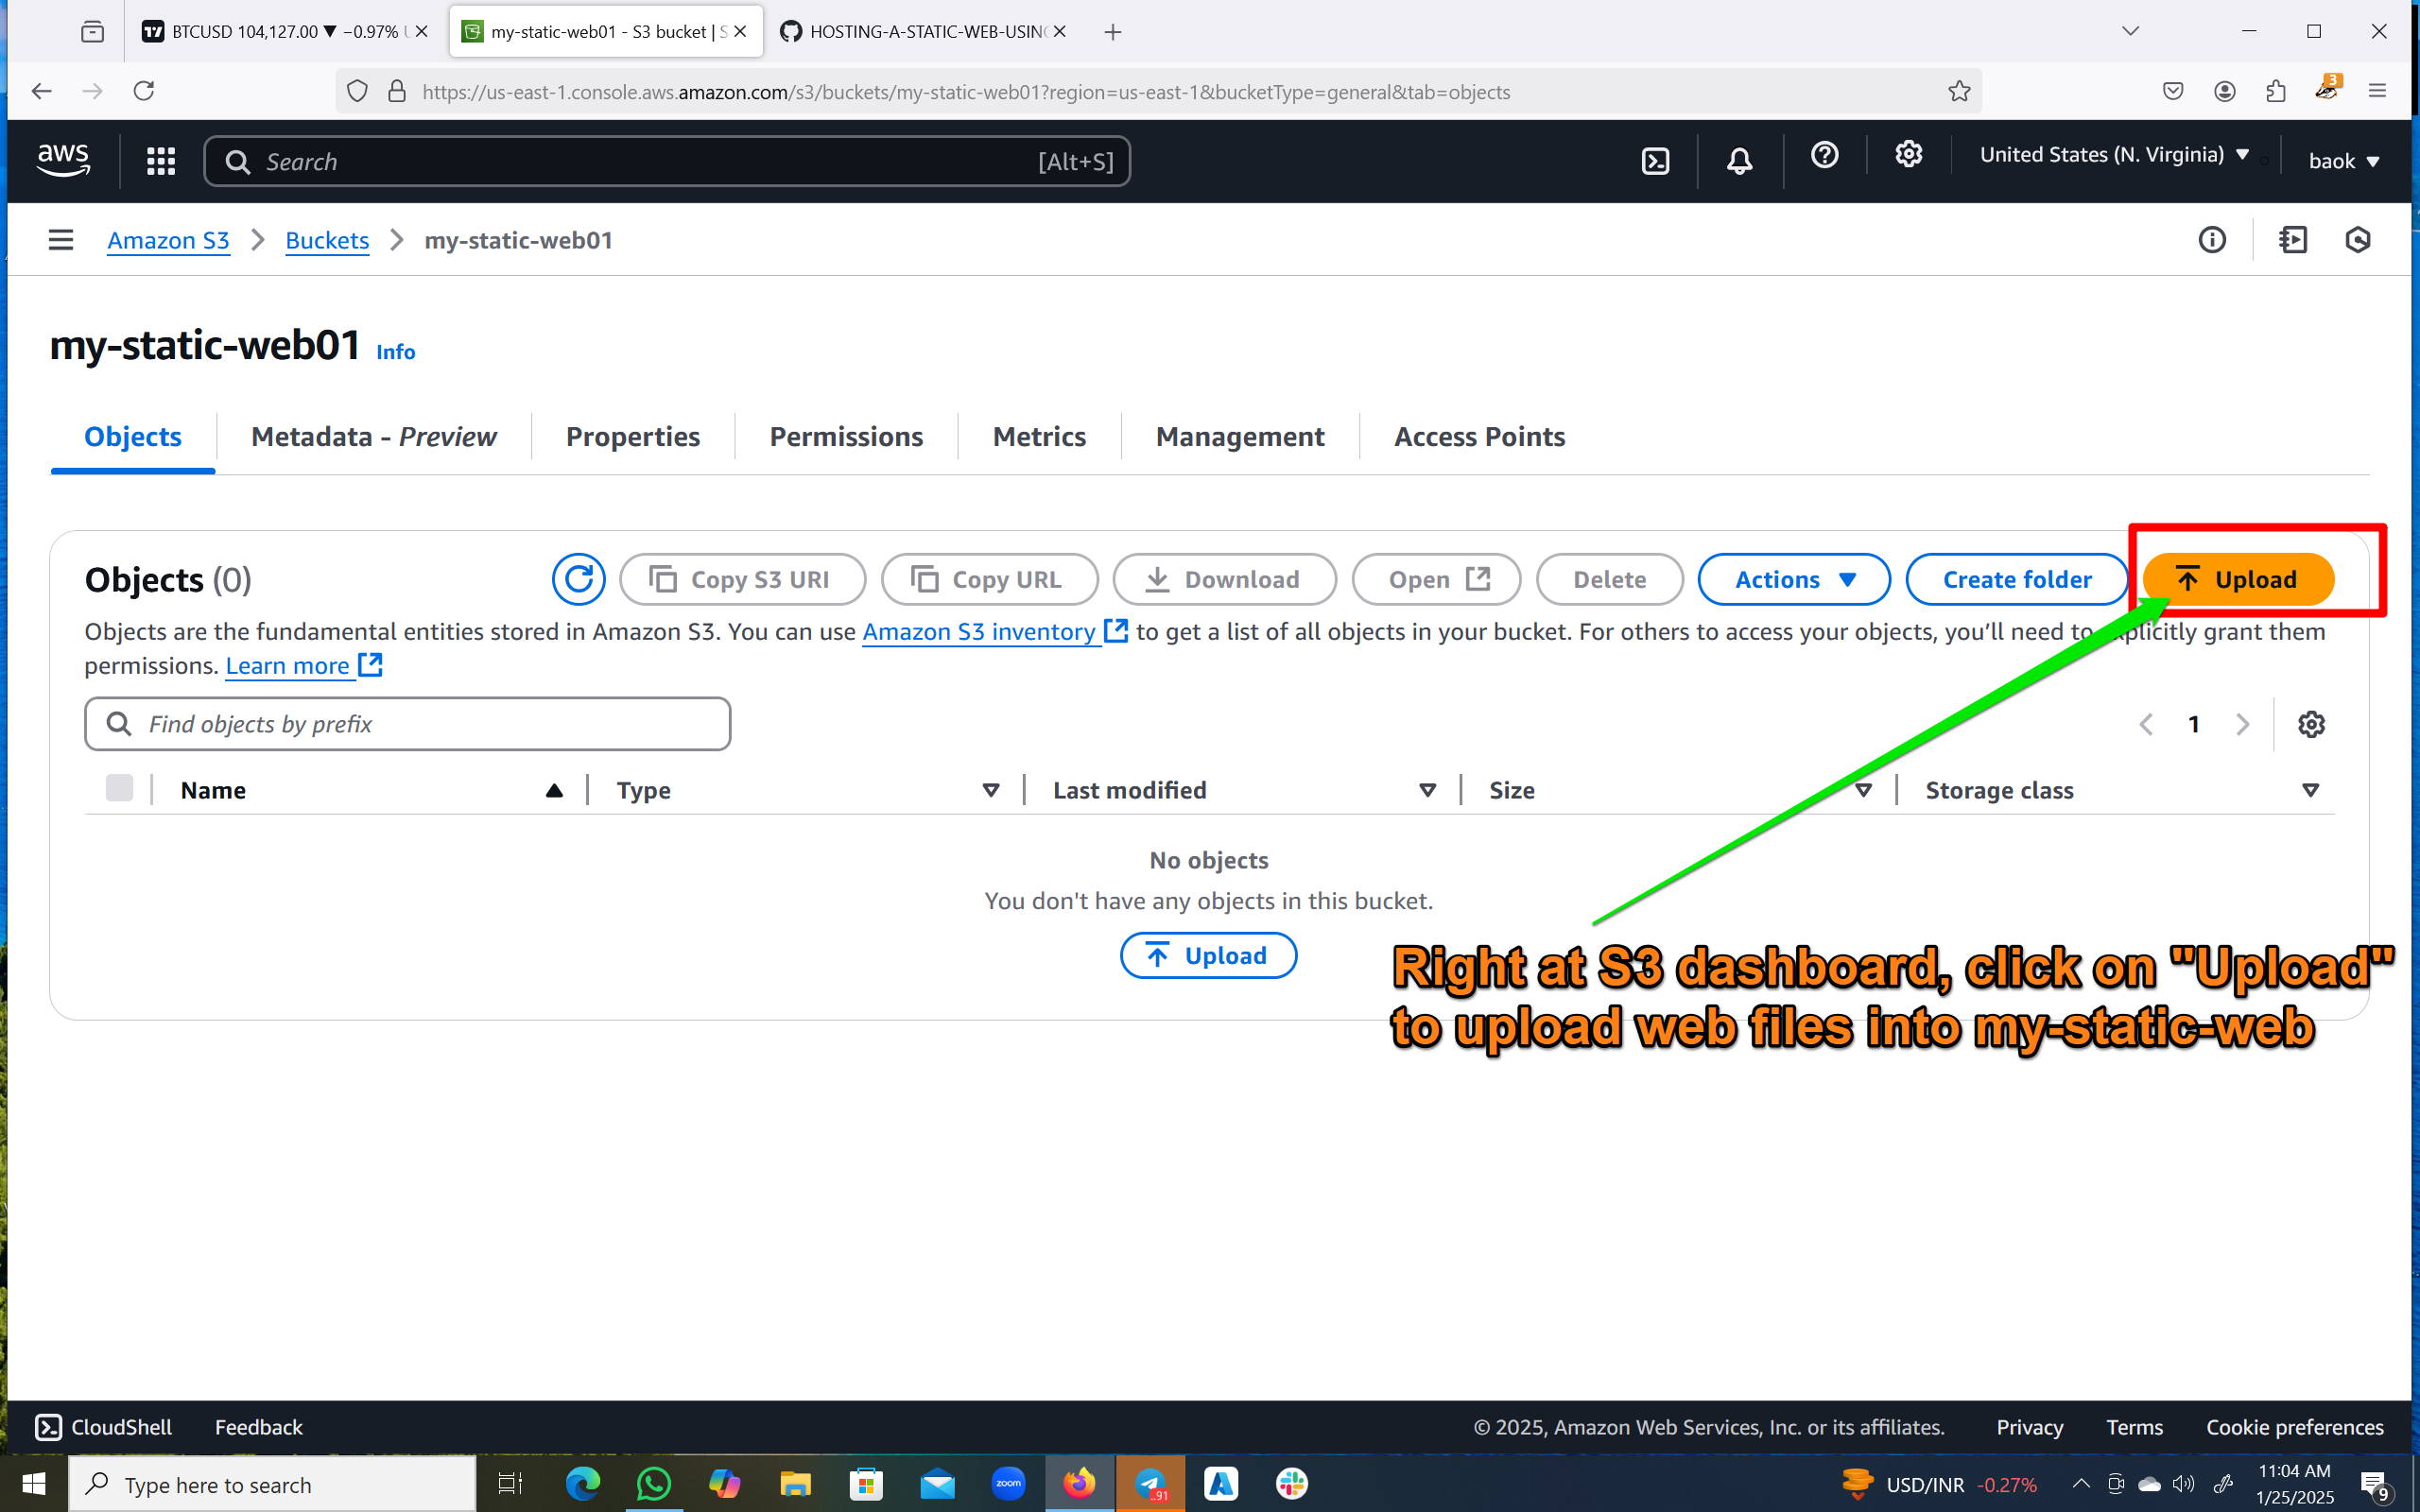 BTCUSD 104,127.00 ▼ −0.97%
my-static-web01 - S3 bucket | S
HOSTING-A-STATIC-WEB-USING
https://us-east-1.console.aws.amazon.com/s3/buckets/my-static-web01?region=us-east-1&bucketType=general&tab=objects
3
aws
Search
[Alt+S]
United States (N. Virginia) ▼
baok ▼
Amazon S3 > Buckets > my-static-web01
my-static-web01 Info
Objects
Metadata - Preview
Properties
Permissions
Metrics
Management
Access Points
Objects (0)
Copy S3 URI
Copy URL
Download
Open
Delete
Actions ▼
Create folder
Upload
Objects are the fundamental entities stored in Amazon S3. You can use Amazon S3 inventory to get a list of all objects in your bucket. For others to access your objects, you’ll need to explicitly grant them
permissions. Learn more
Find objects by prefix
1
Name
Type
Last modified
Size
Storage class
No objects
You don't have any objects in this bucket.
Upload
Right at S3 dashboard, click on "Upload"
to upload web files into my-static-web
CloudShell
Feedback
© 2025, Amazon Web Services, Inc. or its affiliates.
Privacy
Terms
Cookie preferences
Type here to search
zoom
..91
USD/INR -0.27%
11:04 AM
1/25/2025
9